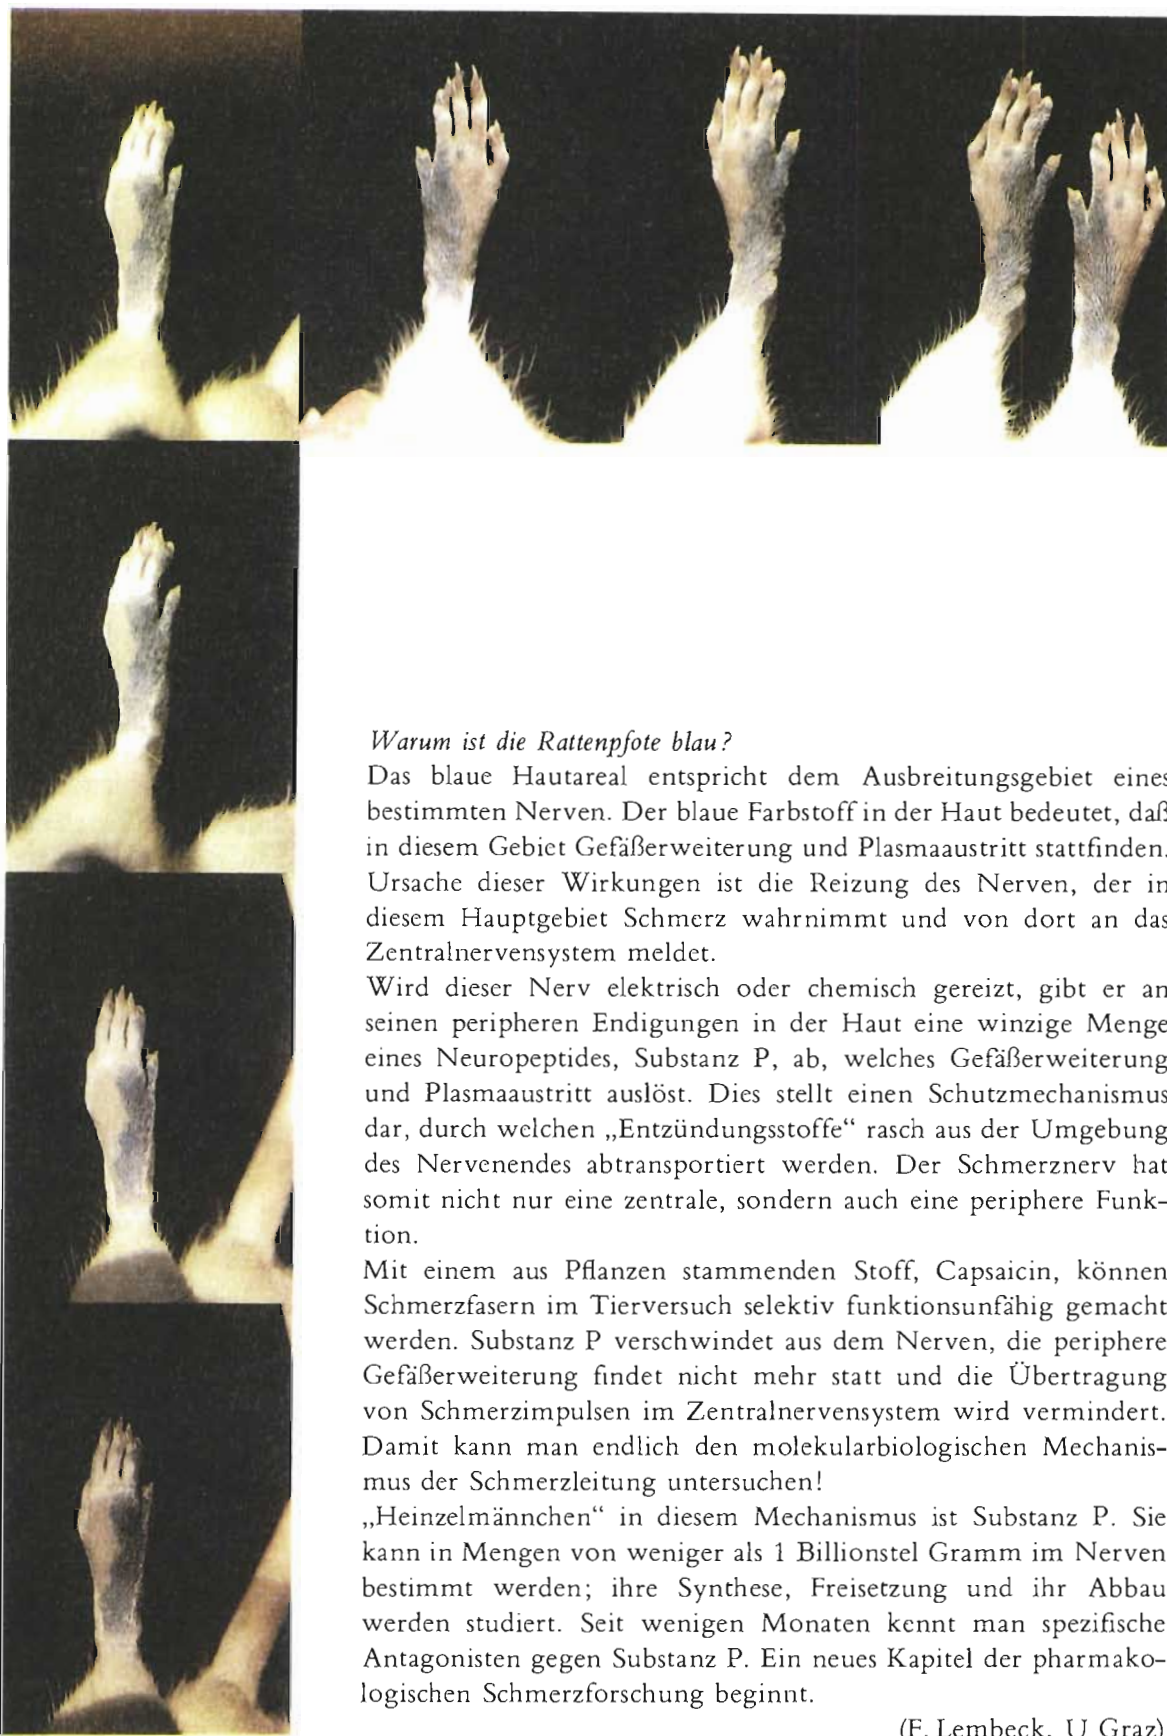 Warum ist die Rattenpfote blau?
Das blaue Hautareal entspricht dem Ausbreitungsgebiet eines
bestimmten Nerven. Der blaue Farbstoff in der Haut bedeutet, daß
in diesem Gebiet Gefäßerweiterung und Plasmaaustritt stattfinden.
Ursache dieser Wirkungen ist die Reizung des Nerven, der in
diesem Hauptgebiet Schmerz wahrnimmt und von dort an das
Zentralnervensystem meldet.
Wird dieser Nerv elektrisch oder chemisch gereizt, gibt er an
seinen peripheren Endigungen in der Haut eine winzige Menge
eines Neuropeptides, Substanz P, ab, welches Gefäßerweiterung
und Plasmaaustritt auslöst. Dies stellt einen Schutzmechanismus
dar, durch welchen „Entzündungsstoffe“ rasch aus der Umgebung
des Nervenendes abtransportiert werden. Der Schmerznerv hat
somit nicht nur eine zentrale, sondern auch eine periphere Funk-
tion.
Mit einem aus Pflanzen stammenden Stoff, Capsaicin, können
Schmerzfasern im Tierversuch selektiv funktionsunfähig gemacht
werden. Substanz P verschwindet aus dem Nerven, die periphere
Gefäßerweiterung findet nicht mehr statt und die Übertragung
von Schmerzimpulsen im Zentralnervensystem wird vermindert.
Damit kann man endlich den molekularbiologischen Mechanis-
mus der Schmerzleitung untersuchen!
„Heinzelmännchen“ in diesem Mechanismus ist Substanz P. Sie
kann in Mengen von weniger als 1 Billionstel Gramm im Nerven
bestimmt werden; ihre Synthese, Freisetzung und ihr Abbau
werden studiert. Seit wenigen Monaten kennt man spezifische
Antagonisten gegen Substanz P. Ein neues Kapitel der pharmako-
logischen Schmerzforschung beginnt.
(F. Lembeck, U Graz)